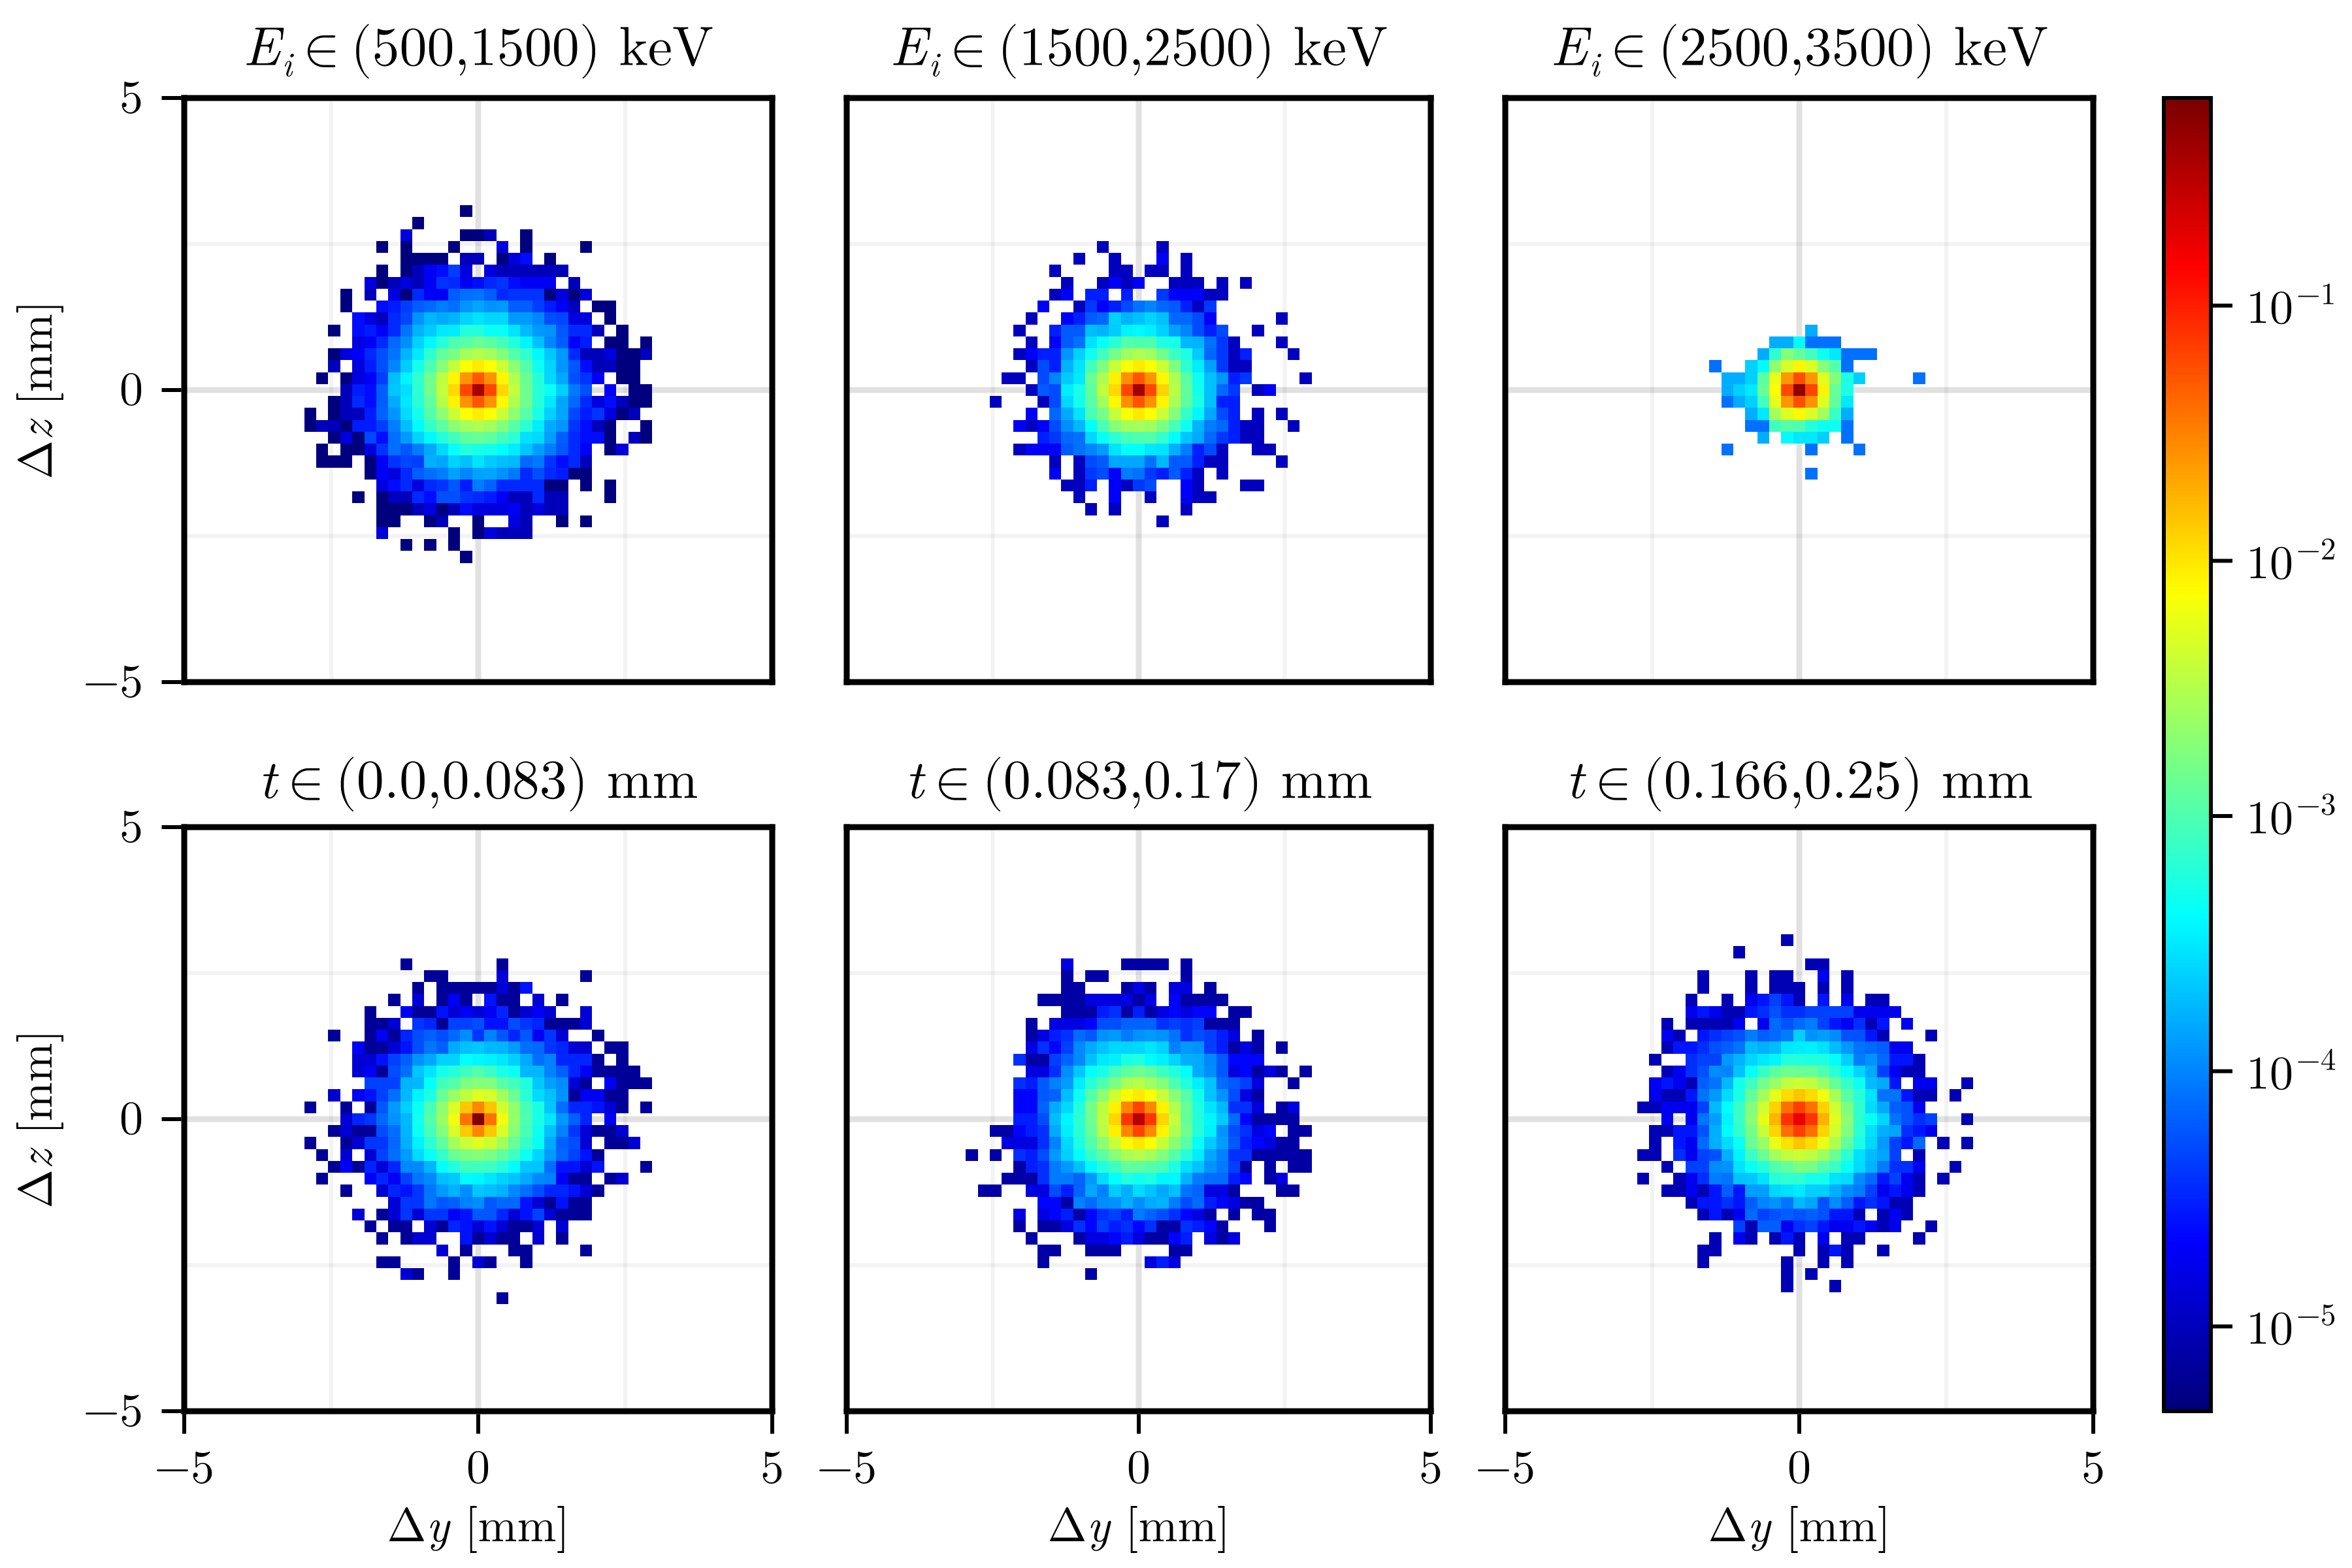 E_i ∈ (500,1500) keV
E_i ∈ (1500,2500) keV
E_i ∈ (2500,3500) keV
5
0
−5
Δz [mm]
t ∈ (0.0,0.083) mm
t ∈ (0.083,0.17) mm
t ∈ (0.166,0.25) mm
5
0
−5
Δz [mm]
−5 0 5
−5 0 5
−5 0 5
Δy [mm]
Δy [mm]
Δy [mm]
10⁻¹
10⁻²
10⁻³
10⁻⁴
10⁻⁵